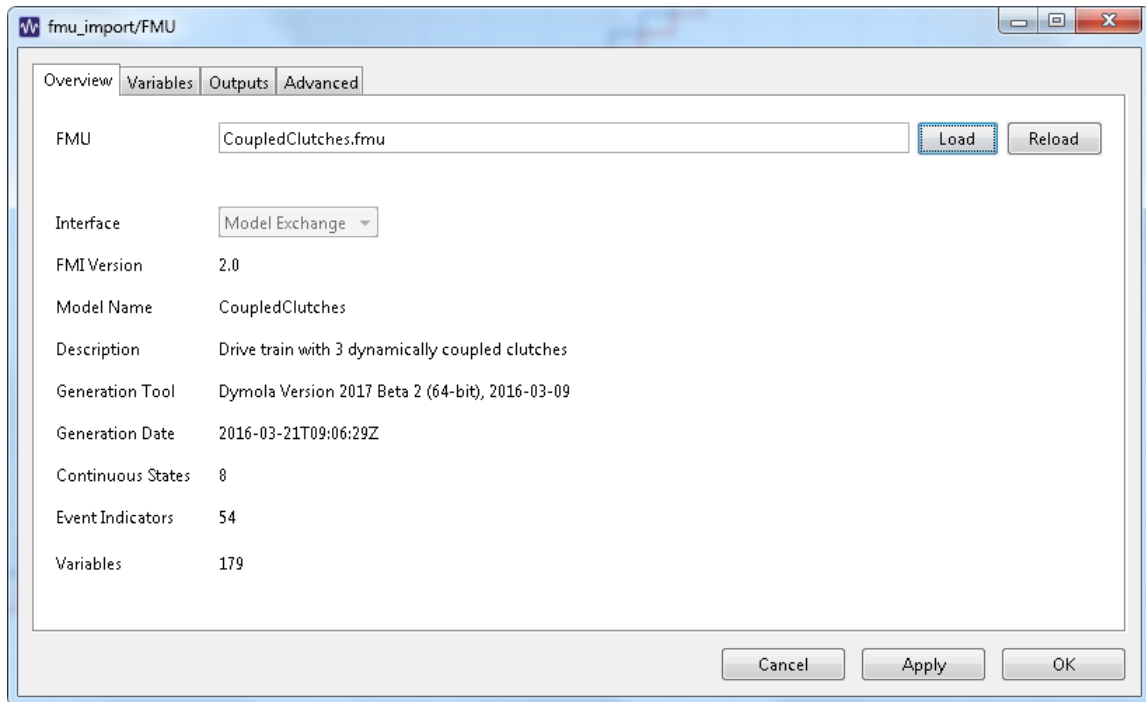 fmu_import/FMU
Overview Variables Outputs Advanced
FMU CoupledClutches.fmu Load Reload
Interface Model Exchange
FMI Version 2.0
Model Name CoupledClutches
Description Drive train with 3 dynamically coupled clutches
Generation Tool Dymola Version 2017 Beta 2 (64-bit), 2016-03-09
Generation Date 2016-03-21T09:06:29Z
Continuous States 8
Event Indicators 54
Variables 179
Cancel Apply OK